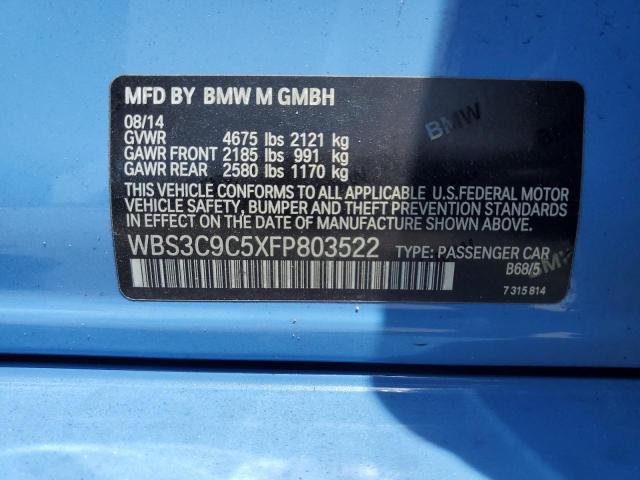 MFD BY BMW M GMBH
08/14
GVWR 4675 lbs 2121 kg
GAWR FRONT 2185 lbs 991 kg
GAWR REAR 2580 lbs 1170 kg
THIS VEHICLE CONFORMS TO ALL APPLICABLE U.S.FEDERAL MOTOR
VEHICLE SAFETY, BUMPER AND THEFT PREVENTION STANDARDS
IN EFFECT ON THE DATE OF MANUFACTURE SHOWN ABOVE.
WBS3C9C5XFP803522 TYPE: PASSENGER CAR
B68/5
7 315 814
BMW
BMW